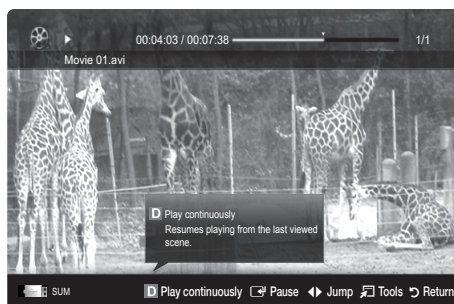 00:04:03 / 00:07:38 1/1
Movie 01.avi
D Play continuously
Resumes playing from the last viewed
scene.
SUM D Play continuously Pause Jump Tools Return